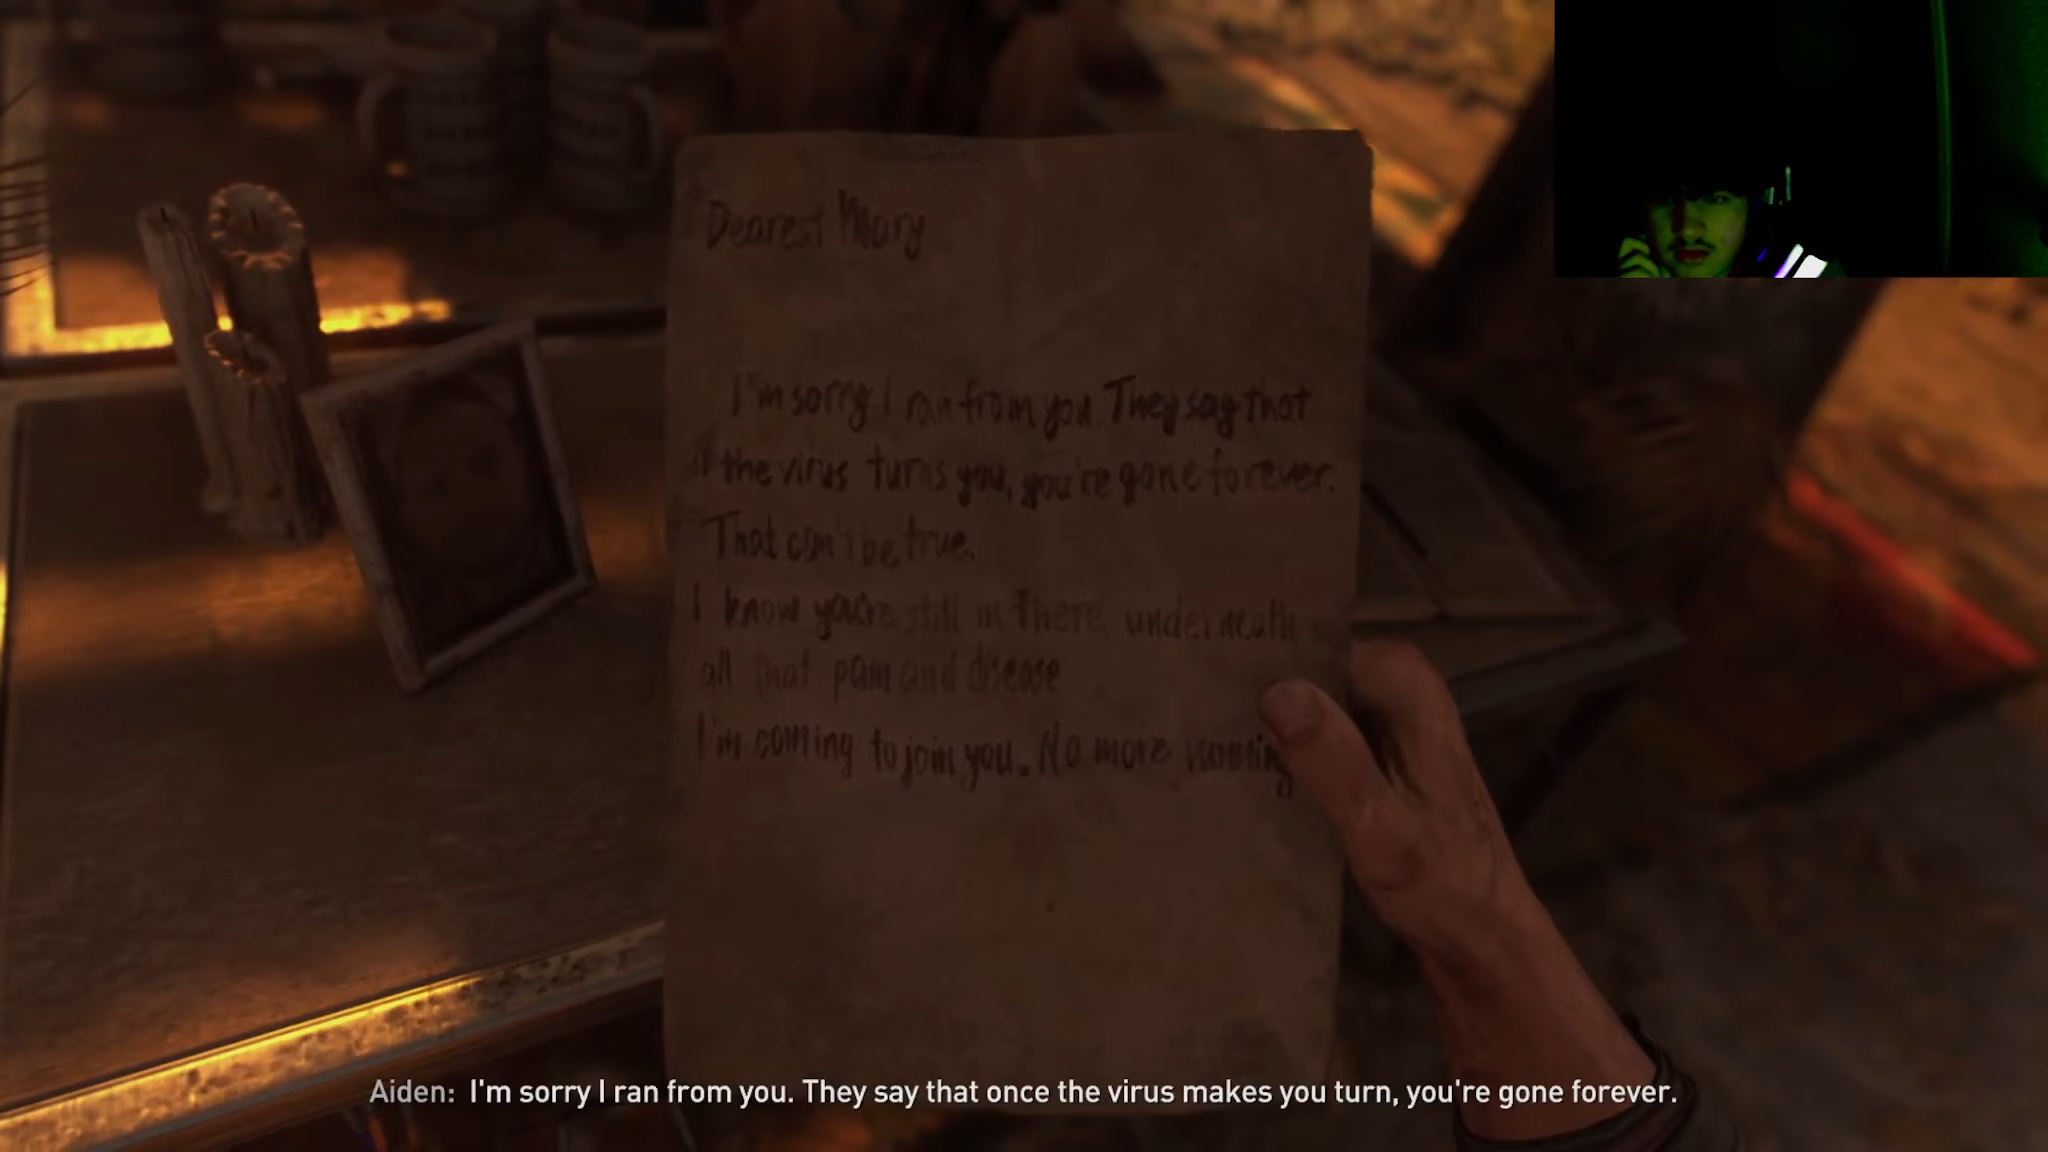 Dearest Mary
I'm sorry I ran from you. They say that
if the virus turns you, you're gone forever.
That can't be true.
I know you're still in there, underneath
all that pain and disease
I'm coming to join you. No more
Aiden: I'm sorry I ran from you. They say that once the virus makes you turn, you're gone forever.